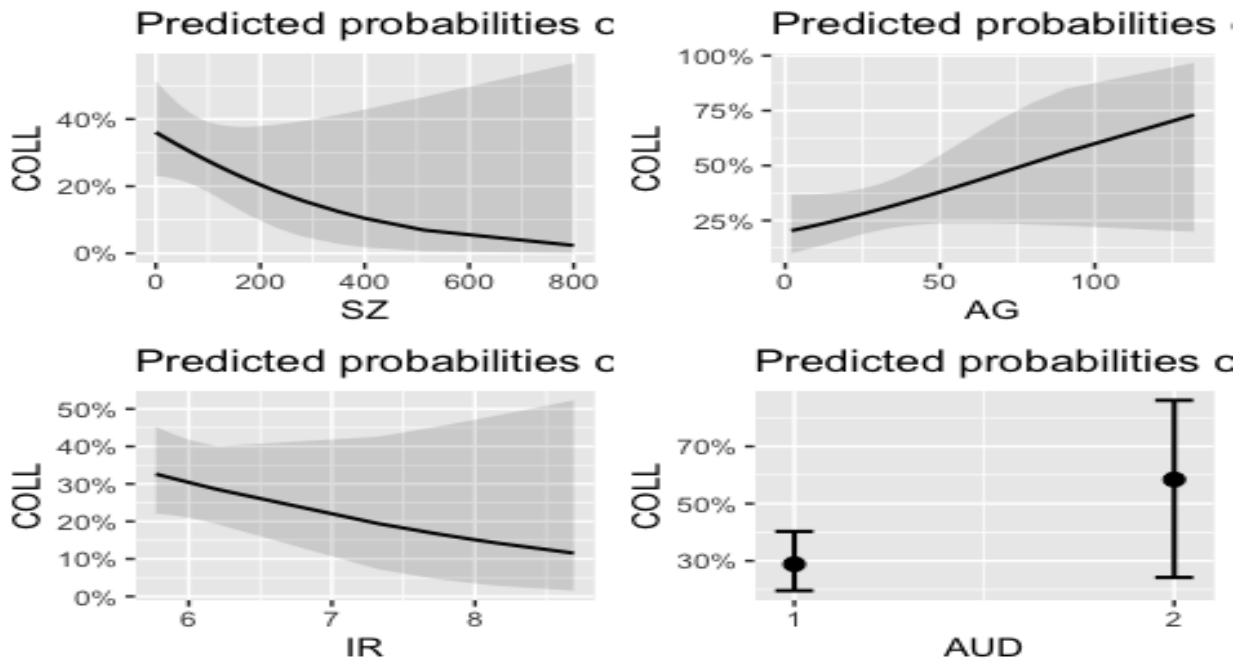 Predicted probabilities o
40%
20%
0%
COLL
0 200 400 600 800
SZ
Predicted probabilities
100%
75%
50%
25%
COLL
0 50 100
AG
Predicted probabilities o
50%
40%
30%
20%
10%
0%
COLL
6 7 8
IR
Predicted probabilities o
70%
50%
30%
COLL
1 2
AUD